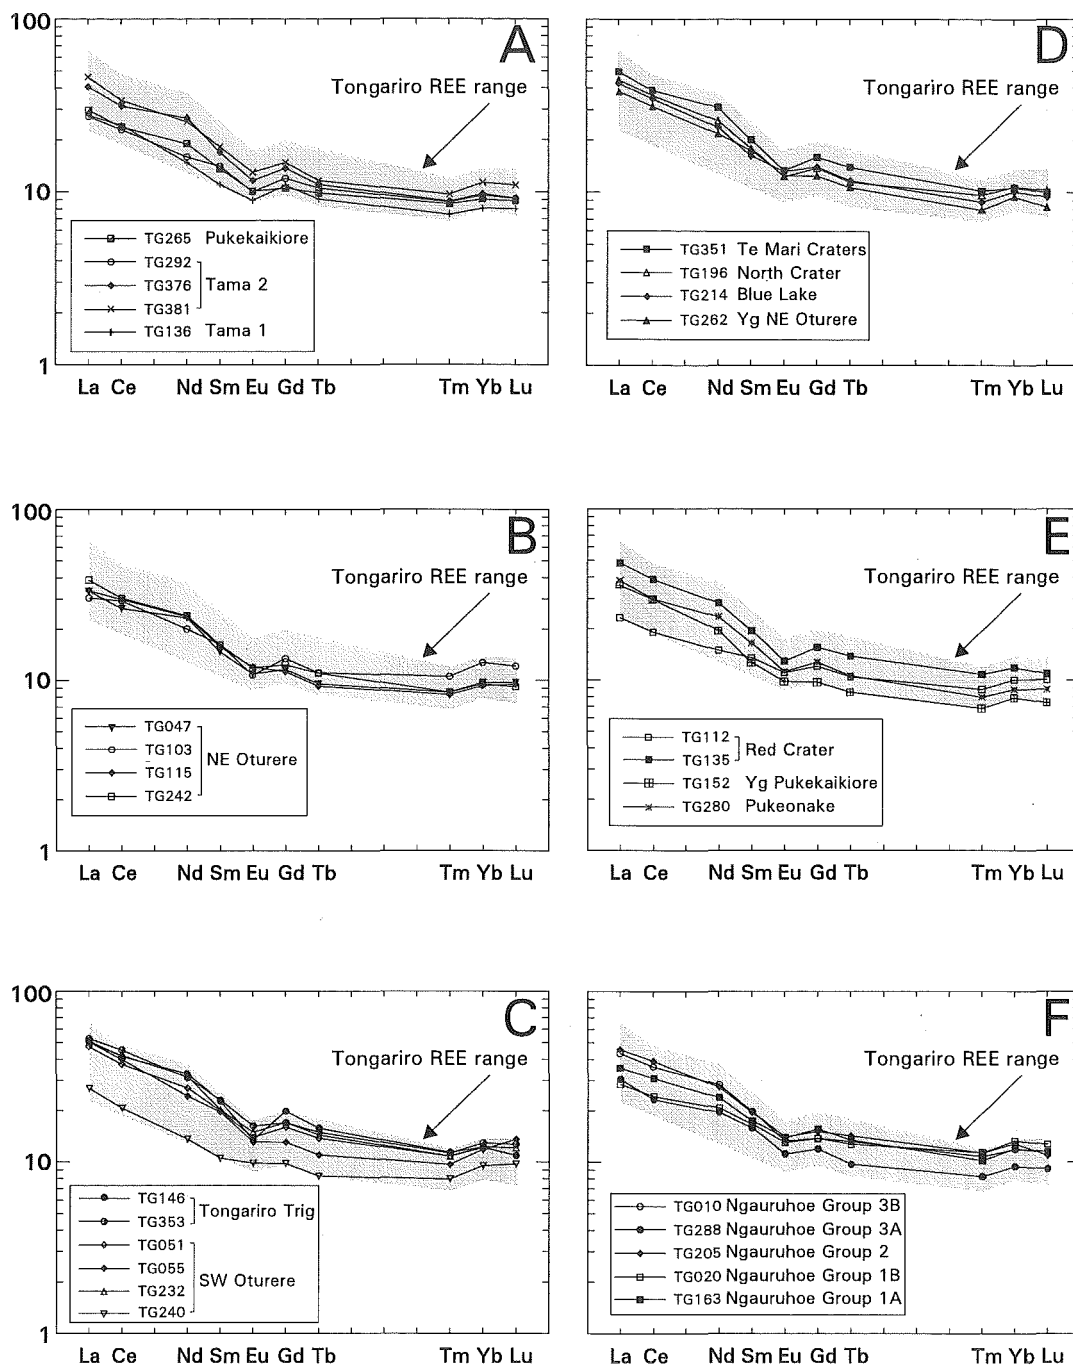 100
A
Tongariro REE range
10
TG265 Pukekaikiore
TG292
TG376 Tama 2
TG381
TG136 Tama 1
1
La Ce Nd Sm Eu Gd Tb Tm Yb Lu
D
Tongariro REE range
TG351 Te Mari Craters
TG196 North Crater
TG214 Blue Lake
TG262 Yg NE Oturere
La Ce Nd Sm Eu Gd Tb Tm Yb Lu
100
B
Tongariro REE range
10
TG047
TG103 NE Oturere
TG115
TG242
1
La Ce Nd Sm Eu Gd Tb Tm Yb Lu
E
Tongariro REE range
TG112 Red Crater
TG135
TG152 Yg Pukekaikiore
TG280 Pukeonake
La Ce Nd Sm Eu Gd Tb Tm Yb Lu
100
C
Tongariro REE range
10
TG146 Tongariro Trig
TG353
TG051
TG055 SW Oturere
TG232
TG240
1
La Ce Nd Sm Eu Gd Tb Tm Yb Lu
F
Tongariro REE range
TG010 Ngauruhoe Group 3B
TG288 Ngauruhoe Group 3A
TG205 Ngauruhoe Group 2
TG020 Ngauruhoe Group 1B
TG163 Ngauruhoe Group 1A
La Ce Nd Sm Eu Gd Tb Tm Yb Lu